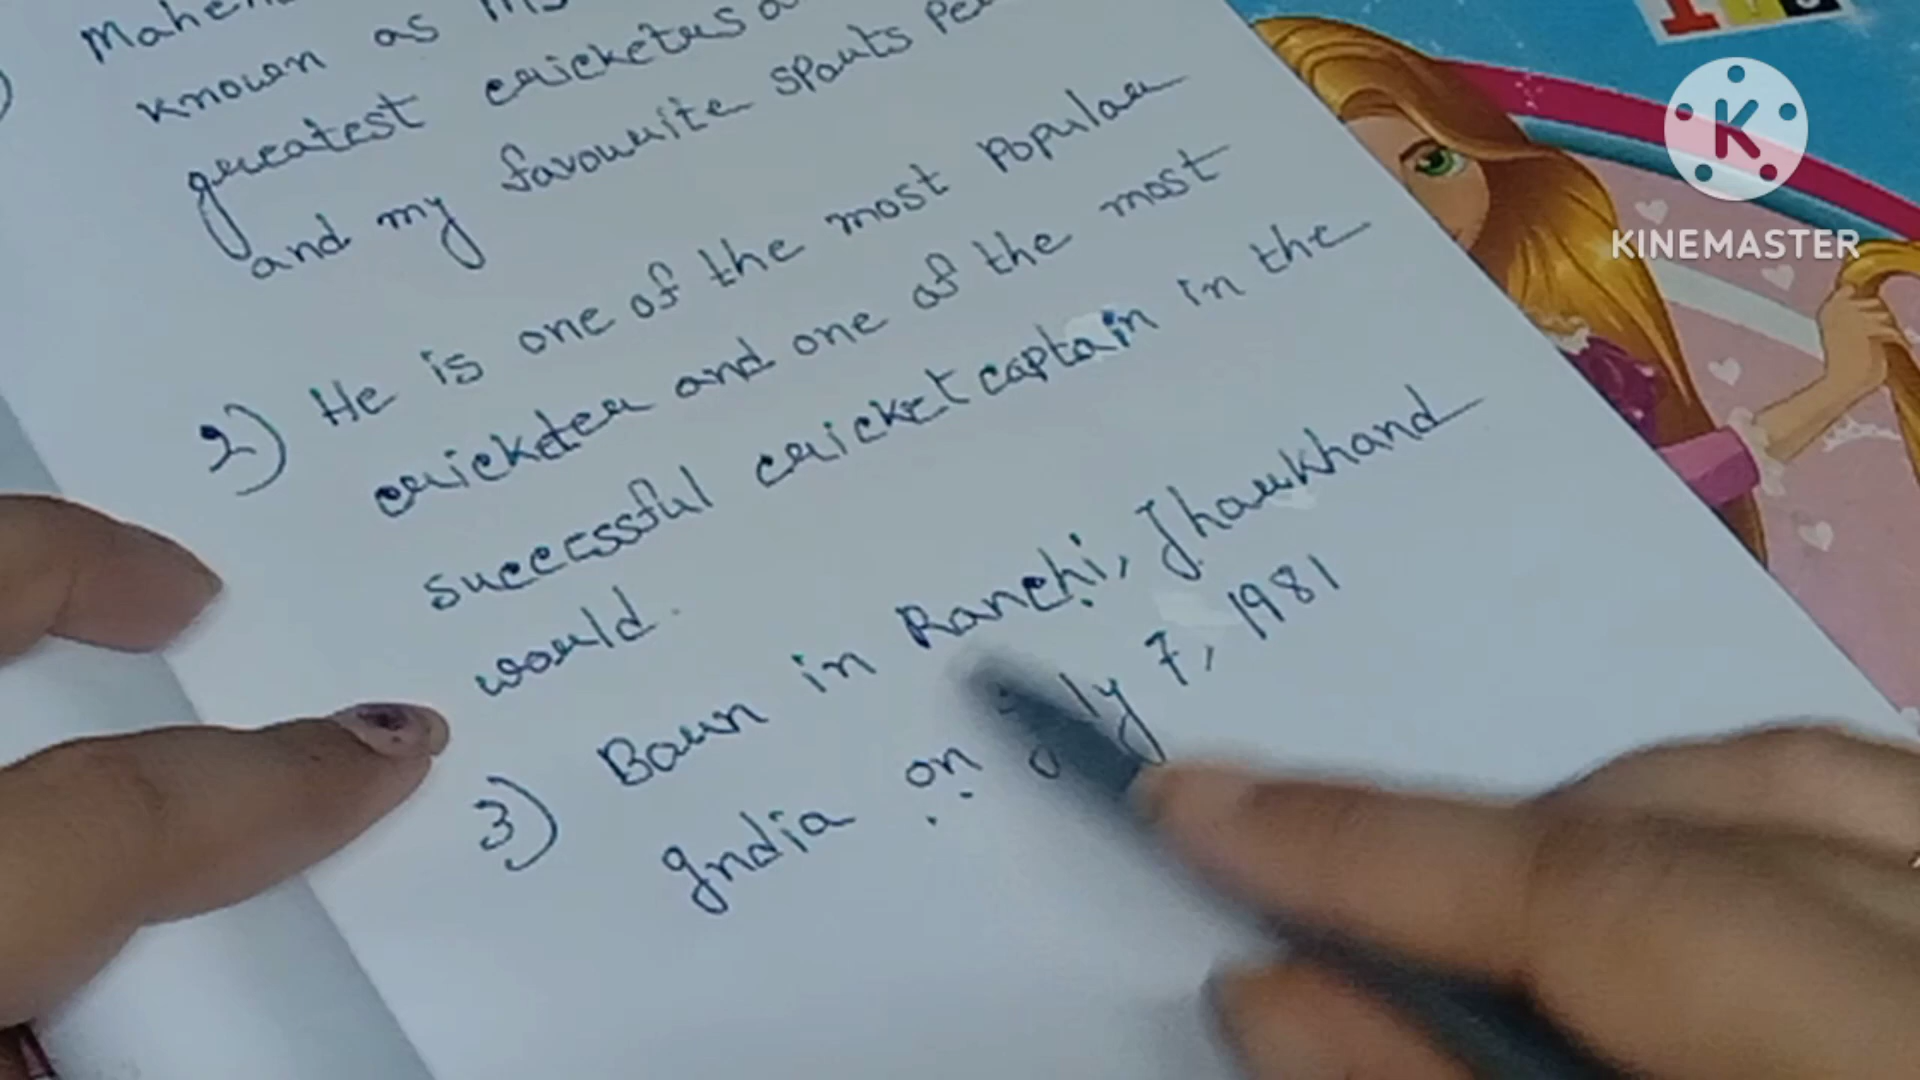 known as
greatest cricketers
and my favourite sports
2) He is one of the most popular
cricketer and one of the most
successful cricket captain in the
world.
3) Born in Ranchi, Jharkhand
India on July 7, 1981
KINEMASTER